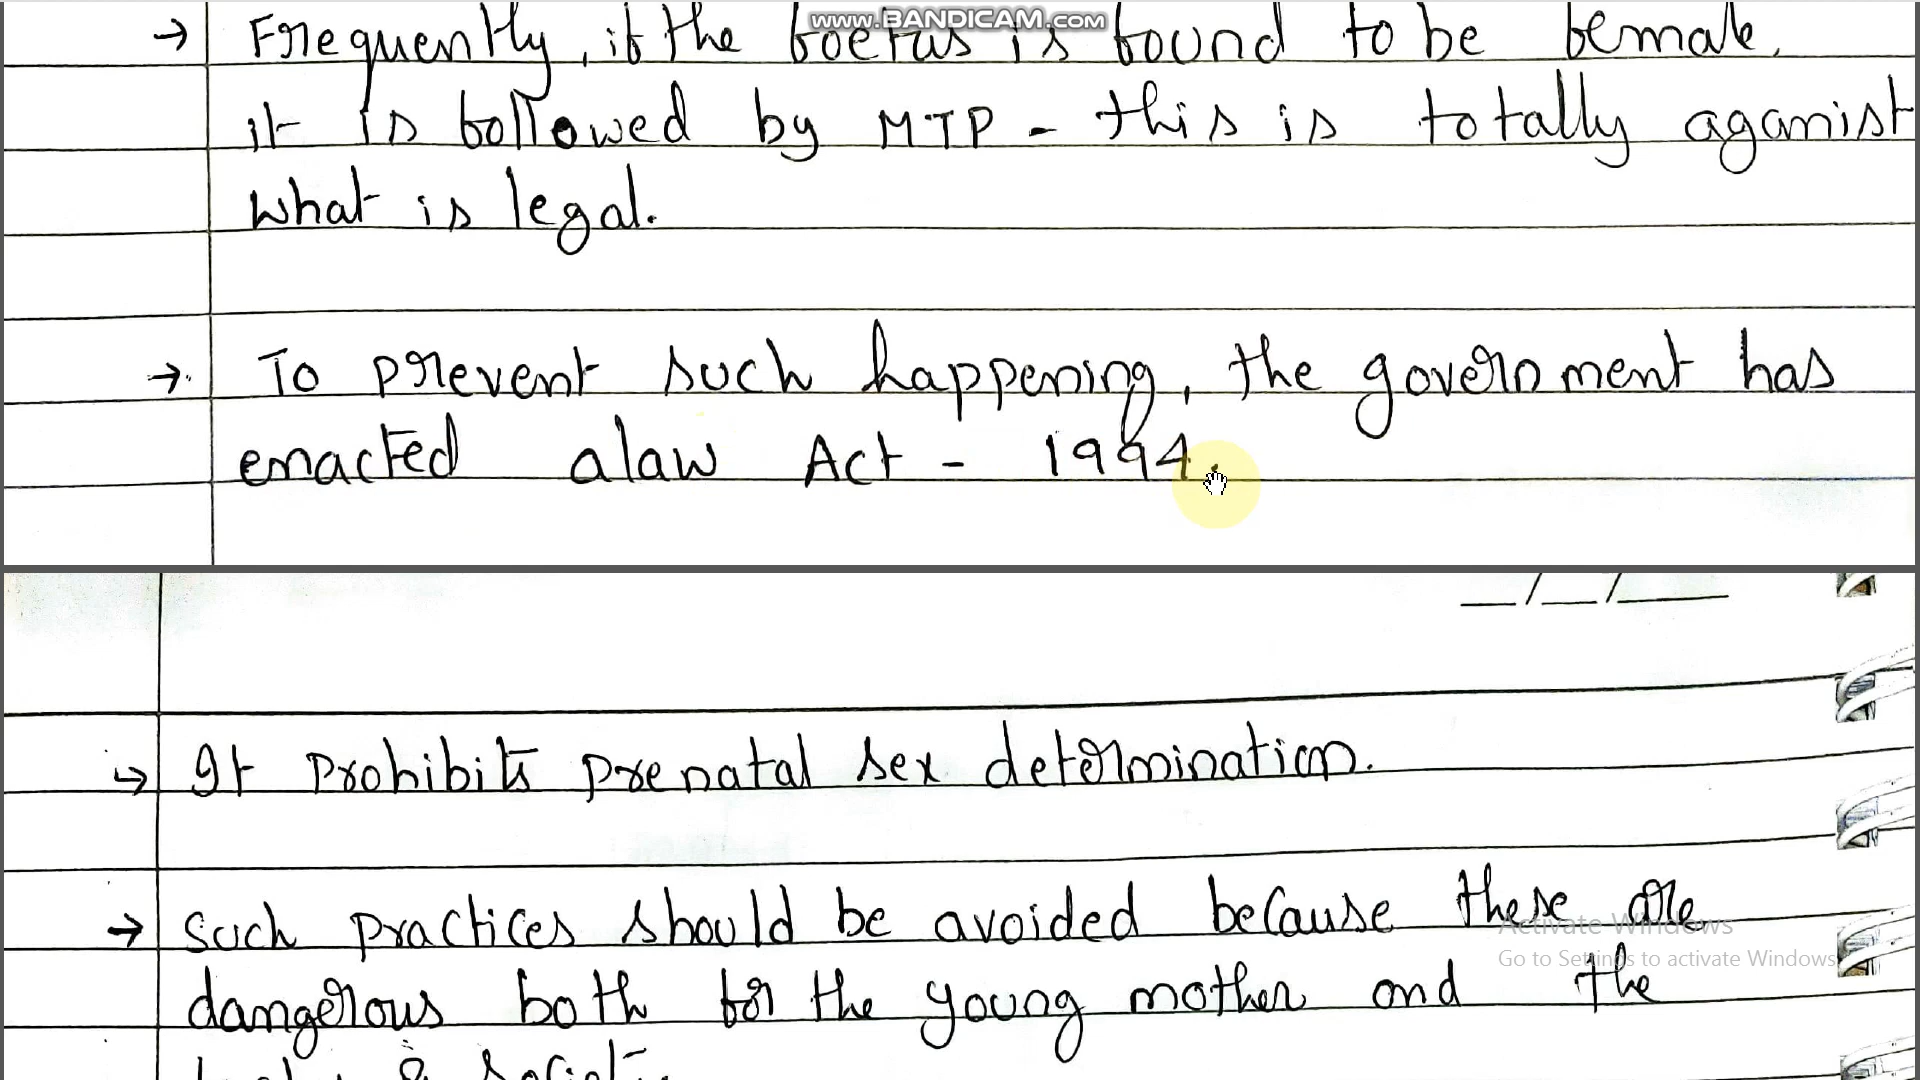 www.BANDICAM.com
→ Frequently, if the foetus is found to be female,
it is followed by MTP - this is totally aganist
what is legal.
→ To prevent such happening, the government has
enacted alaw Act - 1994.
__/__/____
↳ It prohibits prenatal sex determination.
→ Such practices should be avoided because these are
Activate Windows
Go to Settings to activate Windows.
dangerous both for the young mother and the
& society